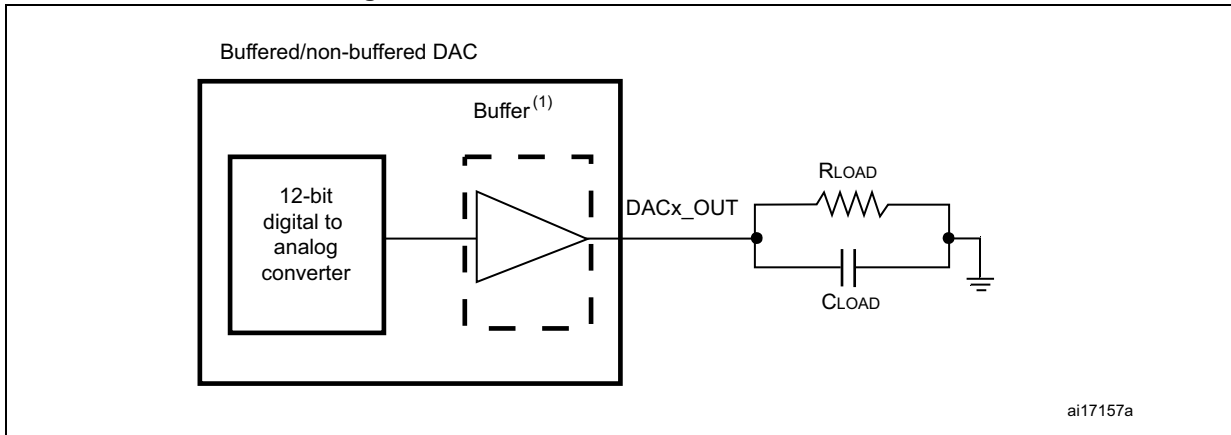 Buffered/non-buffered DAC
Buffer(1)
12-bit
digital to
analog
converter
DACx_OUT
RLOAD
CLOAD
ai17157a